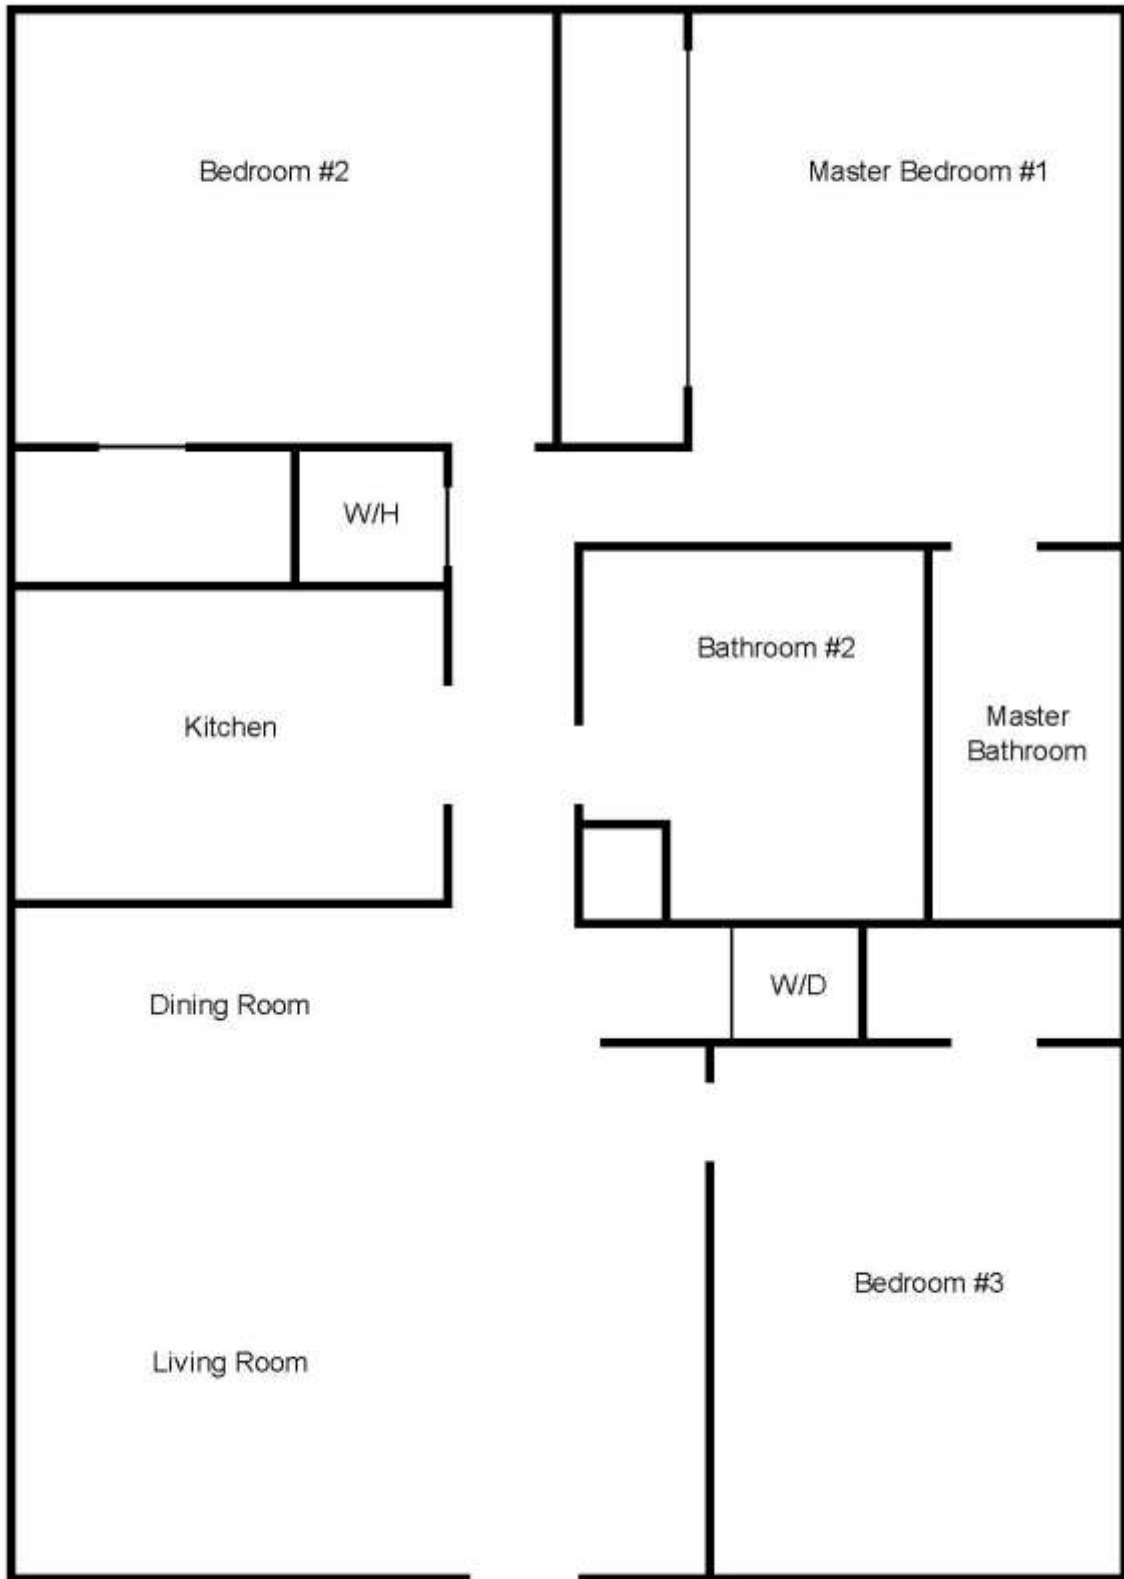 Bedroom #2
Master Bedroom #1
W/H
Bathroom #2
Kitchen
Master
Bathroom
W/D
Dining Room
Bedroom #3
Living Room